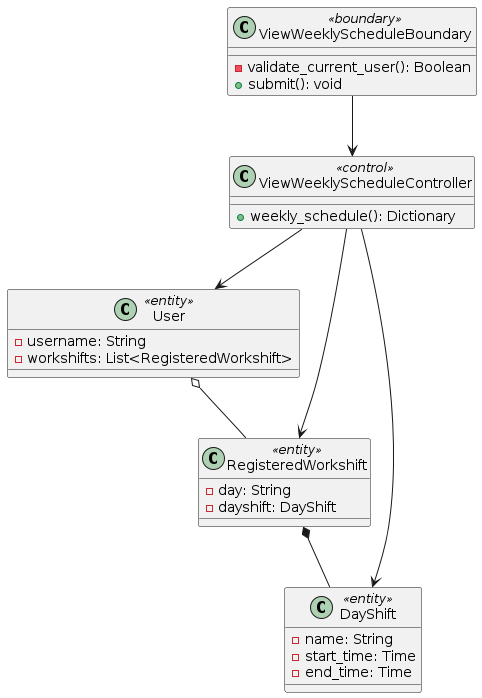 C
«boundary»
ViewWeeklyScheduleBoundary
validate_current_user(): Boolean
submit(): void
C
«control»
ViewWeeklyScheduleController
weekly_schedule(): Dictionary
C
«entity»
User
username: String
workshifts: List<RegisteredWorkshift>
C
«entity»
RegisteredWorkshift
day: String
dayshift: DayShift
C
«entity»
DayShift
name: String
start_time: Time
end_time: Time